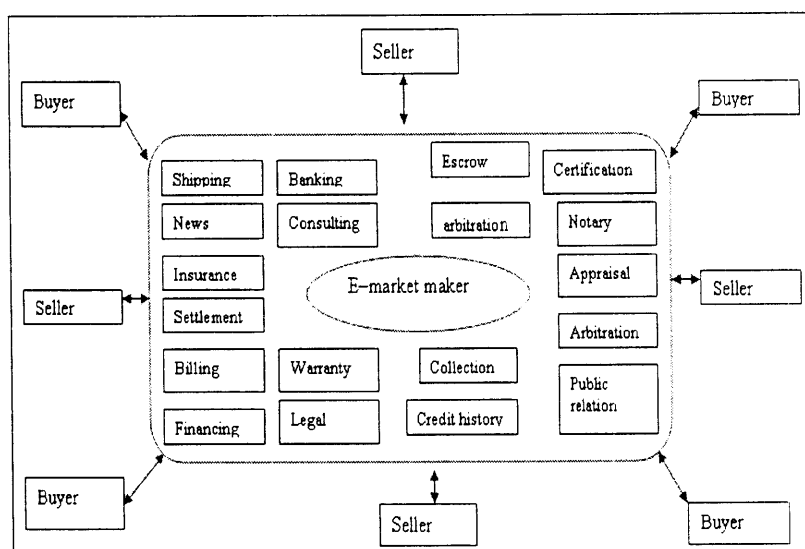 Seller
Buyer
Buyer
Escrow
Certification
Shipping
Banking
News
Consulting
arbitration
Notary
Insurance
Appraisal
E-market maker
Seller
Settlement
Seller
Arbitration
Billing
Warranty
Collection
Public
relation
Financing
Legal
Credit history
Buyer
Seller
Buyer